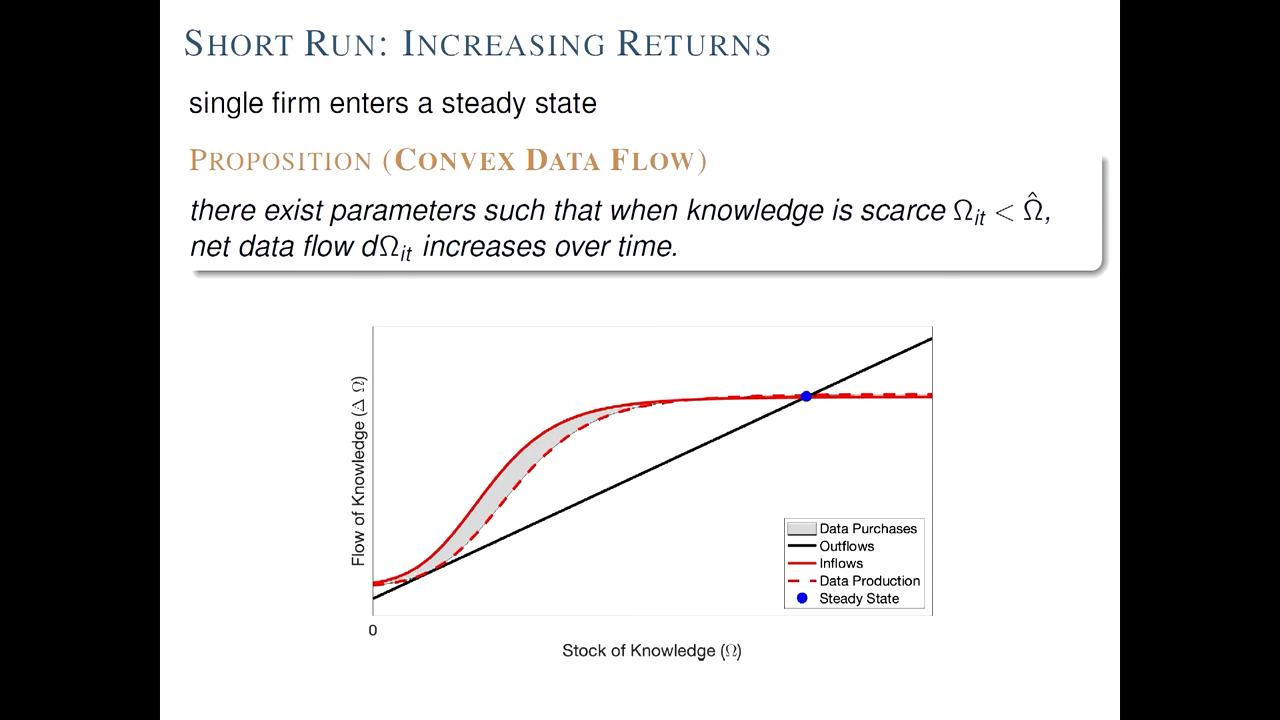 SHORT RUN: INCREASING RETURNS
single firm enters a steady state
PROPOSITION (CONVEX DATA FLOW)
there exist parameters such that when knowledge is scarce Ω_it < Ω̂,
net data flow dΩ_it increases over time.
Flow of Knowledge (Δ Ω)
Data Purchases
Outflows
Inflows
Data Production
Steady State
0
Stock of Knowledge (Ω)